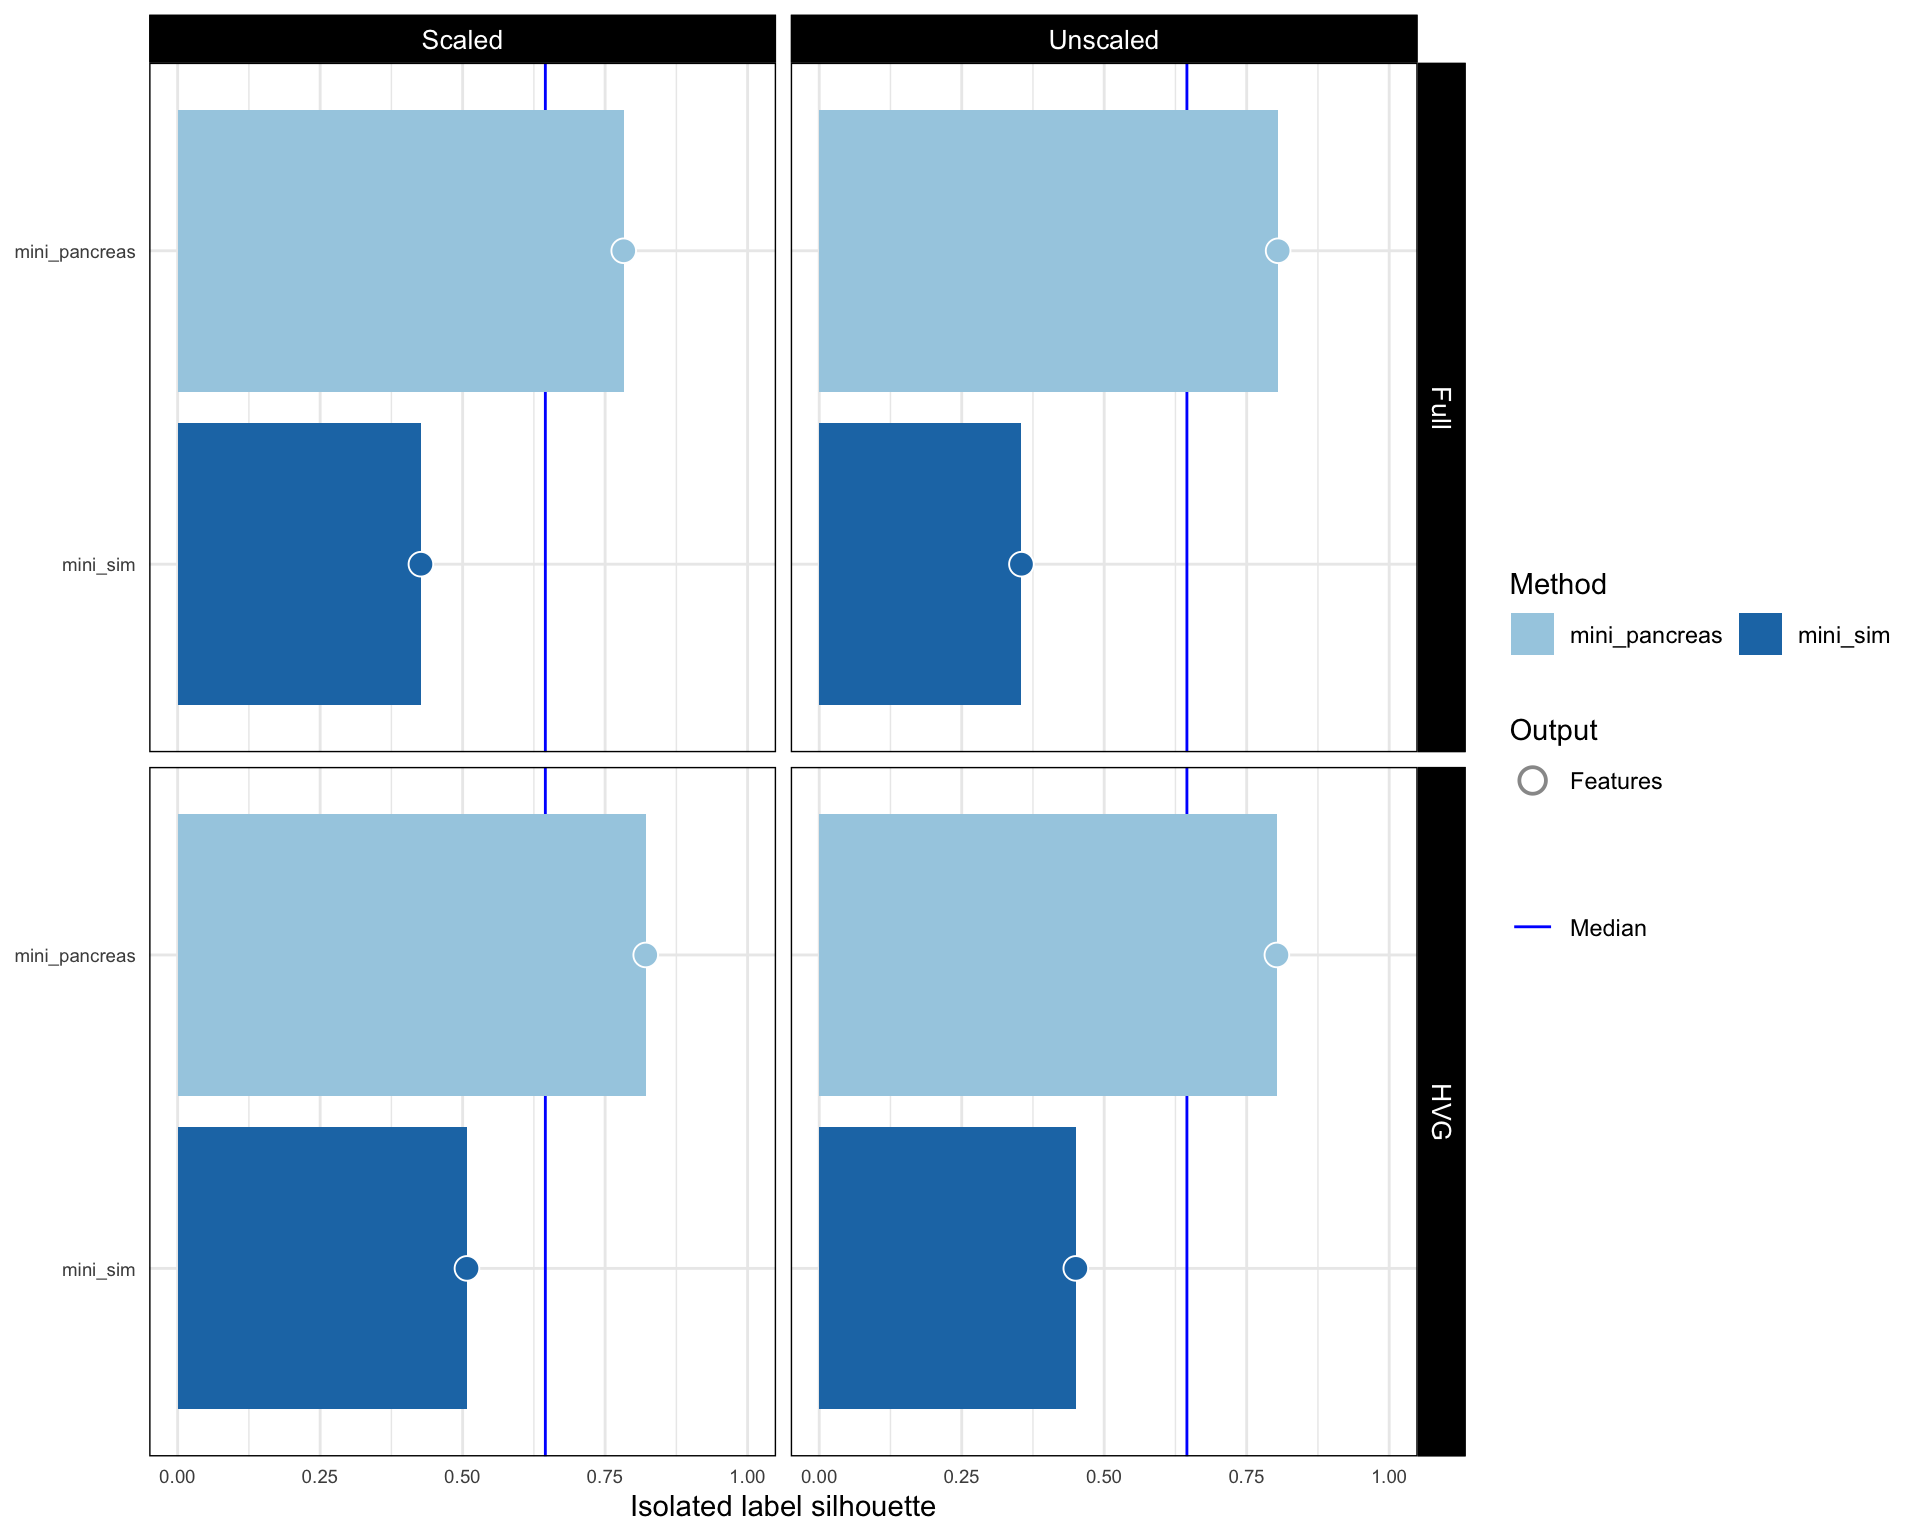 Scaled
Unscaled
mini_pancreas
mini_sim
Full
mini_pancreas
mini_sim
HVG
0.00 0.25 0.50 0.75 1.00 0.00 0.25 0.50 0.75 1.00
Isolated label silhouette
Method
mini_pancreas mini_sim
Output
Features
Median